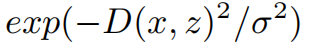 exp(−D(x, z)²/σ²)